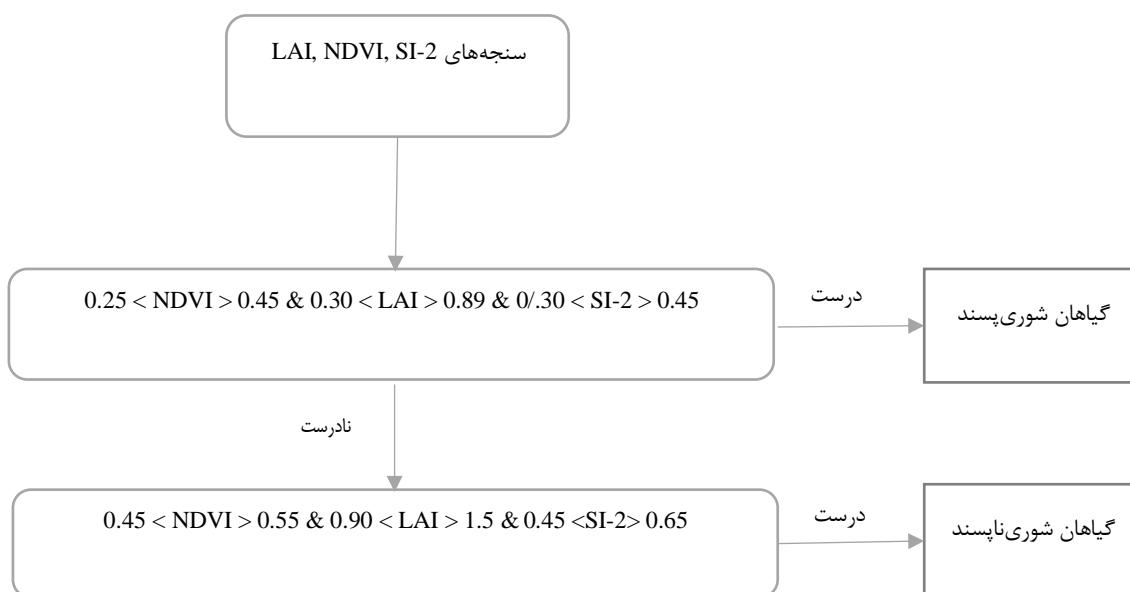 سنجه‌های LAI, NDVI, SI-2
0.25 < NDVI > 0.45 & 0.30 < LAI > 0.89 & 0/.30 < SI-2 > 0.45
درست
گیاهان شوری‌پسند
نادرست
0.45 < NDVI > 0.55 & 0.90 < LAI > 1.5 & 0.45 <SI-2> 0.65
درست
گیاهان شوری‌ناپسند